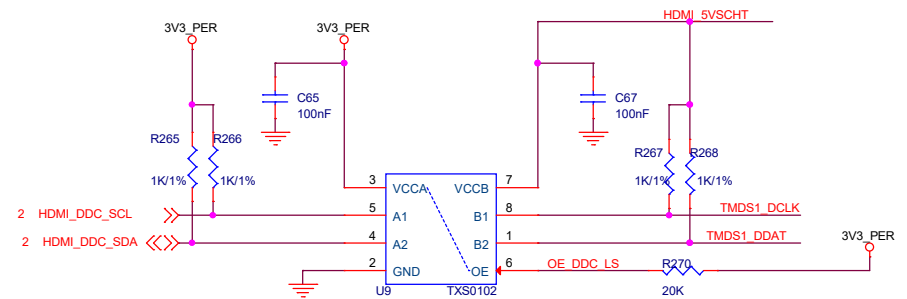 HDMI_5VSCHT
3V3_PER
3V3_PER
C65
100nF
C67
100nF
R265
R266
1K/1%
1K/1%
R267
R268
1K/1%
1K/1%
3
VCCA
VCCB
7
2 HDMI_DDC_SCL
5
A1
B1
8
TMDS1_DCLK
2 HDMI_DDC_SDA
4
A2
B2
1
TMDS1_DDAT
3V3_PER
2
GND
OE
6
OE_DDC_LS
R270
20K
U9
TXS0102